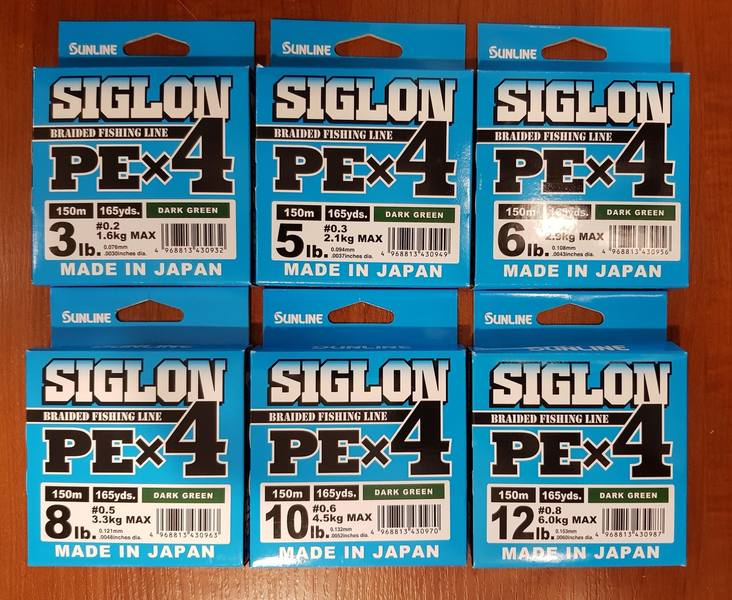 SUNLINE
SIGLON
BRAIDED FISHING LINE
PE×4
150m 165yds. DARK GREEN
3lb. #0.2
1.6kg MAX
0.076mm
.0030inches dia.
4 968813 430932
MADE IN JAPAN
SUNLINE
SIGLON
BRAIDED FISHING LINE
PE×4
150m 165yds. DARK GREEN
5lb. #0.3
2.1kg MAX
0.094mm
.0037inches dia.
4 968813 430949
MADE IN JAPAN
SUNLINE
SIGLON
BRAIDED FISHING LINE
PE×4
150m 165yds. DARK GREEN
6lb.
MAX
0.108mm
4 968813 430956
MADE IN JAPAN
SUNLINE
SIGLON
BRAIDED FISHING LINE
PE×4
150m 165yds. DARK GREEN
8lb. #0.5
3.3kg MAX
0.121mm
.0048inches dia.
4 968813 430963
MADE IN JAPAN
SUNLINE
SUNLINE
SIGLON
BRAIDED FISHING LINE
PE×4
150m 165yds. DARK GREEN
10lb. #0.6
4.5kg MAX
0.132mm
.0052inches dia.
4 968813 430970
MADE IN JAPAN
SUNLINE
SUNLINE
SIGLON
BRAIDED FISHING LINE
PE×4
150m 165yds. DARK GREEN
12lb. #0.8
6.0kg MAX
0.153mm
.0060inches dia.
4 968813 430987
MADE IN JAPAN